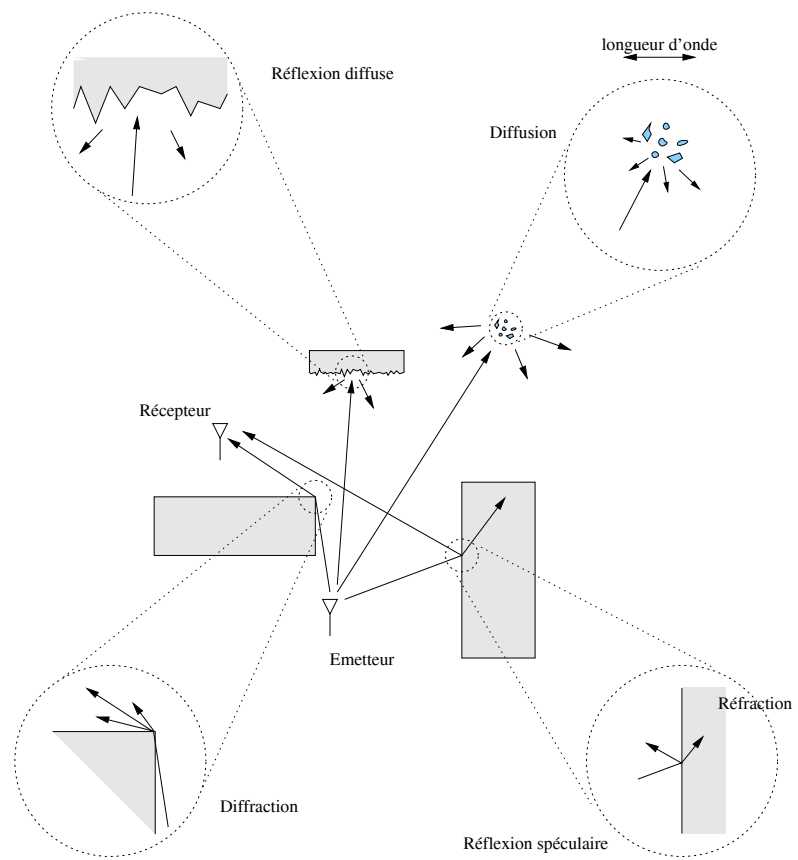 longueur d'onde
Réflexion diffuse
Diffusion
Récepteur
Emetteur
Réfraction
Diffraction
Réflexion spéculaire